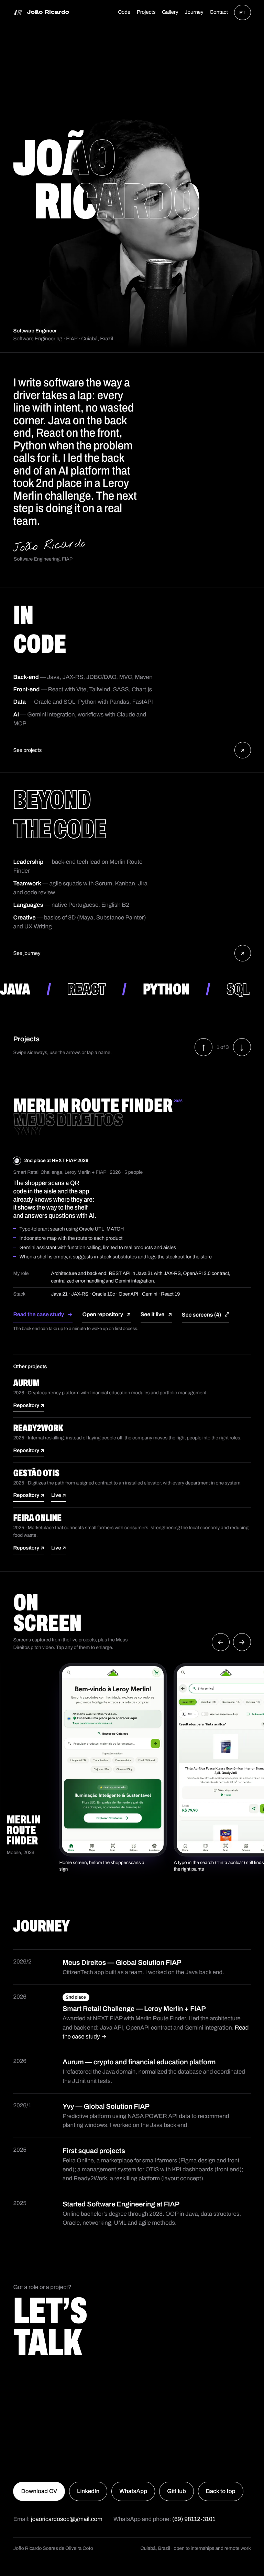 JR João Ricardo
Code Projects Gallery Journey Contact PT
JOÃO
RICARDO
Software Engineer
Software Engineering · FIAP · Cuiabá, Brazil
I write software the way a
driver takes a lap: every
line with intent, no wasted
corner. Java on the back
end, React on the front,
Python when the problem
calls for it. I led the back
end of an AI platform that
took 2nd place in a Leroy
Merlin challenge. The next
step is doing it on a real
team.
João Ricardo
Software Engineering, FIAP
IN
CODE
Back-end — Java, JAX-RS, JDBC/DAO, MVC, Maven
Front-end — React with Vite, Tailwind, SASS, Chart.js
Data — Oracle and SQL, Python with Pandas, FastAPI
AI — Gemini integration; workflows with Claude and
MCP
See projects
BEYOND
THE CODE
Leadership — back-end tech lead on Merlin Route
Finder
Teamwork — agile squads with Scrum, Kanban, Jira
and code review
Languages — native Portuguese, English B2
Creative — basics of 3D (Maya, Substance Painter)
and UX Writing
See journey
JAVA / REACT / PYTHON / SQL
Projects
Swipe sideways, use the arrows or tap a name.
1 of 3
MERLIN ROUTE FINDER 2026
MEUS DIREITOS
YVY
2nd place at NEXT FIAP 2026
Smart Retail Challenge, Leroy Merlin + FIAP · 2026 · 5 people
The shopper scans a QR
code in the aisle and the app
already knows where they are:
it shows the way to the shelf
and answers questions with AI.
Typo-tolerant search using Oracle UTL_MATCH
Indoor store map with the route to each product
Gemini assistant with function calling, limited to real products and aisles
When a shelf is empty, it suggests in-stock substitutes and logs the stockout for the store
My role Architecture and back end: REST API in Java 21 with JAX-RS, OpenAPI 3.0 contract,
centralized error handling and Gemini integration.
Stack Java 21 · JAX-RS · Oracle 19c · OpenAPI · Gemini · React 19
Read the case study → Open repository ↗ See it live ↗ See screens (4)
The back end can take up to a minute to wake up on first access.
Other projects
AURUM
2026 · Cryptocurrency platform with financial education modules and portfolio management.
Repository ↗
READY2WORK
2025 · Internal reskilling: instead of laying people off, the company moves the right people into the right roles.
Repository ↗
GESTÃO OTIS
2025 · Digitizes the path from a signed contract to an installed elevator, with every department in one system.
Repository ↗ Live ↗
FEIRA ONLINE
2025 · Marketplace that connects small farmers with consumers, strengthening the local economy and reducing
food waste.
Repository ↗ Live ↗
ON
SCREEN
Screens captured from the live projects, plus the Meus
Direitos pitch video. Tap any of them to enlarge.
MERLIN
ROUTE
FINDER
Mobile, 2026
Bem-vindo à Leroy Merlin!
Iluminação Inteligente & Sustentável
Home screen, before the shopper scans a
sign
tinta acrilica
Resultados para "tinta acrilica"
R$ 79,90
A typo in the search ("tinta acrilica") still finds
the right paints
JOURNEY
2026/2
Meus Direitos — Global Solution FIAP
CitizenTech app built as a team. I worked on the Java back end.
2026
2nd place
Smart Retail Challenge — Leroy Merlin + FIAP
Awarded at NEXT FIAP with Merlin Route Finder. I led the architecture
and back end: Java API, OpenAPI contract and Gemini integration. Read
the case study →
2026
Aurum — crypto and financial education platform
I refactored the Java domain, normalized the database and coordinated
the JUnit unit tests.
2026/1
Yvy — Global Solution FIAP
Predictive platform using NASA POWER API data to recommend
planting windows. I worked on the Java back end.
2025
First squad projects
Feira Online, a marketplace for small farmers (Figma design and front
end); a management system for OTIS with KPI dashboards (front end);
and Ready2Work, a reskilling platform (layout concept).
2025
Started Software Engineering at FIAP
Online bachelor's degree through 2028. OOP in Java, data structures,
Oracle, networking, UML and agile methods.
Got a role or a project?
LET'S
TALK
Download CV LinkedIn WhatsApp GitHub Back to top
Email: joaoricardosoc@gmail.com WhatsApp and phone: (69) 98112-3101
João Ricardo Soares de Oliveira Coto Cuiabá, Brazil · open to internships and remote work